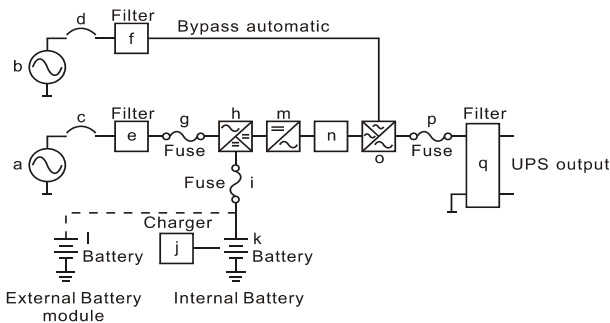 Filter
d
Bypass automatic
f
b
Filter
g
h
m
p
Filter
c
e
n
a
Fuse
o
Fuse
q
UPS output
Fuse
i
Charger
l
Battery
j
k
Battery
External Battery
module
Internal Battery